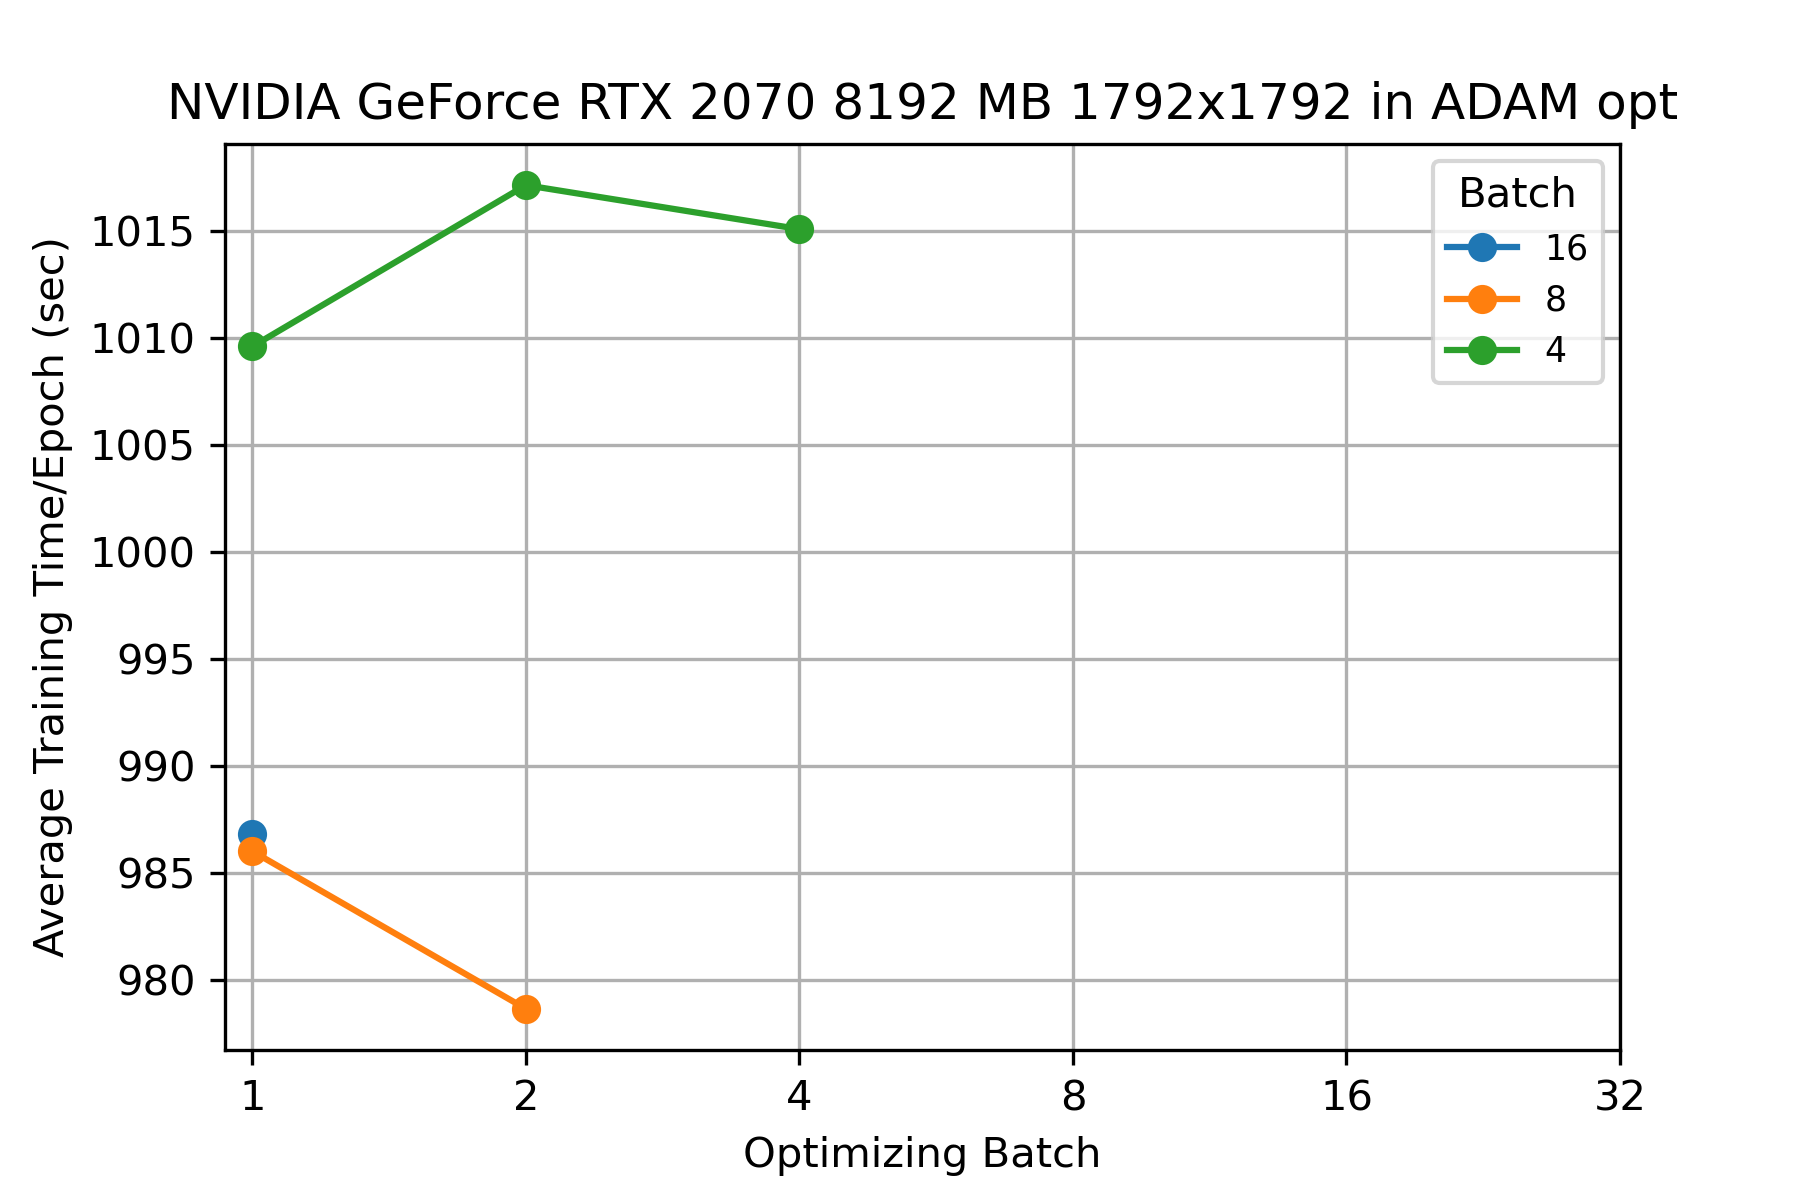 NVIDIA GeForce RTX 2070 8192 MB 1792x1792 in ADAM opt
Average Training Time/Epoch (sec)
1015
1010
1005
1000
995
990
985
980
Batch
16
8
4
1 2 4 8 16 32
Optimizing Batch